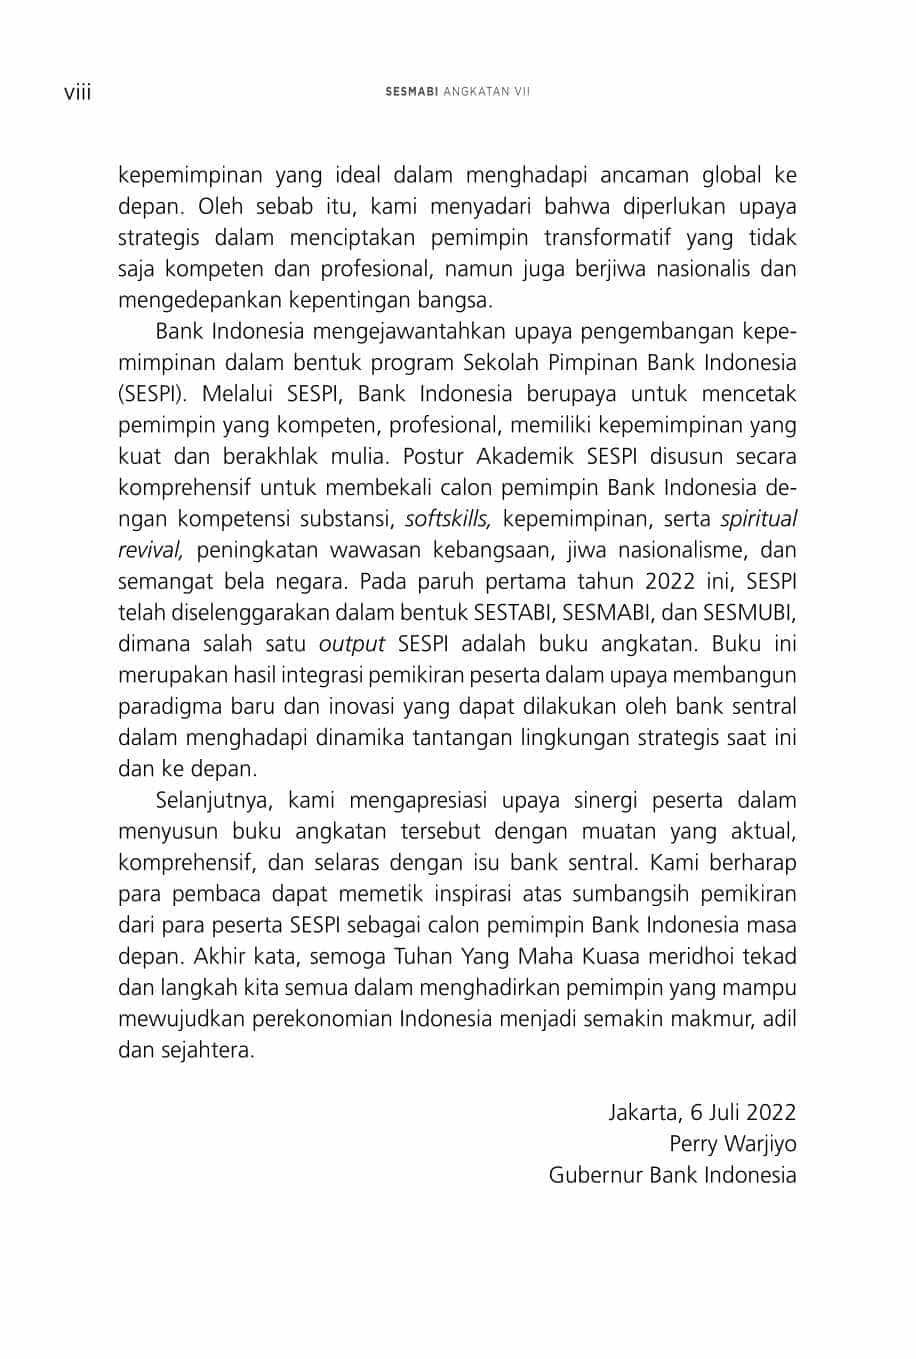 viii
SESMABI ANGKATAN VII
kepemimpinan yang ideal dalam menghadapi ancaman global ke
depan. Oleh sebab itu, kami menyadari bahwa diperlukan upaya
strategis dalam menciptakan pemimpin transformatif yang tidak
saja kompeten dan profesional, namun juga berjiwa nasionalis dan
mengedepankan kepentingan bangsa.
Bank Indonesia mengejawantahkan upaya pengembangan kepe-
mimpinan dalam bentuk program Sekolah Pimpinan Bank Indonesia
(SESPI). Melalui SESPI, Bank Indonesia berupaya untuk mencetak
pemimpin yang kompeten, profesional, memiliki kepemimpinan yang
kuat dan berakhlak mulia. Postur Akademik SESPI disusun secara
komprehensif untuk membekali calon pemimpin Bank Indonesia de-
ngan kompetensi substansi, softskills, kepemimpinan, serta spiritual
revival, peningkatan wawasan kebangsaan, jiwa nasionalisme, dan
semangat bela negara. Pada paruh pertama tahun 2022 ini, SESPI
telah diselenggarakan dalam bentuk SESTABI, SESMABI, dan SESMUBI,
dimana salah satu output SESPI adalah buku angkatan. Buku ini
merupakan hasil integrasi pemikiran peserta dalam upaya membangun
paradigma baru dan inovasi yang dapat dilakukan oleh bank sentral
dalam menghadapi dinamika tantangan lingkungan strategis saat ini
dan ke depan.
Selanjutnya, kami mengapresiasi upaya sinergi peserta dalam
menyusun buku angkatan tersebut dengan muatan yang aktual,
komprehensif, dan selaras dengan isu bank sentral. Kami berharap
para pembaca dapat memetik inspirasi atas sumbangsih pemikiran
dari para peserta SESPI sebagai calon pemimpin Bank Indonesia masa
depan. Akhir kata, semoga Tuhan Yang Maha Kuasa meridhoi tekad
dan langkah kita semua dalam menghadirkan pemimpin yang mampu
mewujudkan perekonomian Indonesia menjadi semakin makmur, adil
dan sejahtera.
Jakarta, 6 Juli 2022
Perry Warjiyo
Gubernur Bank Indonesia